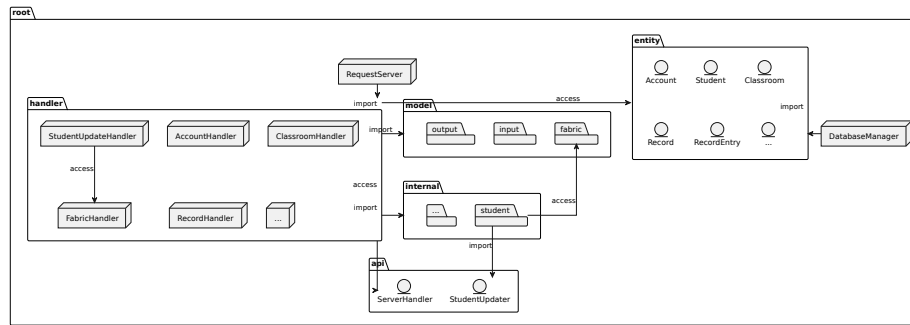 root
entity
RequestServer
Account Student Classroom
handler
import
access
model
import
StudentUpdateHandler AccountHandler ClassroomHandler
import
output input fabric
Record RecordEntry ...
DatabaseManager
access
access
internal
import
access
FabricHandler RecordHandler ...
... student
import
api
ServerHandler StudentUpdater